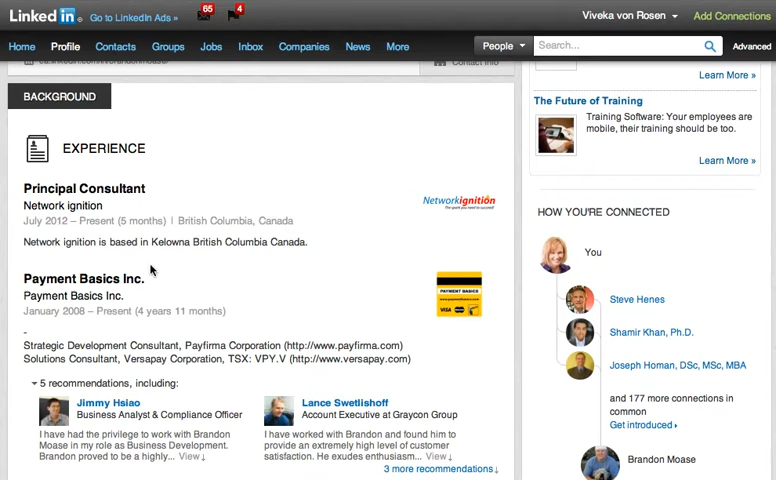 Linked in
Go to LinkedIn Ads »
65
4
Viveka von Rosen
Add Connections
Home
Profile
Contacts
Groups
Jobs
Inbox
Companies
News
More
People
Search...
Advanced
Contact Info
BACKGROUND
EXPERIENCE
Principal Consultant
Network ignition
July 2012 – Present (5 months) | British Columbia, Canada
Network ignition is based in Kelowna British Columbia Canada.
Networkignition
Payment Basics Inc.
Payment Basics Inc.
January 2008 – Present (4 years 11 months)
PAYMENT BASICS
VISA
-
Strategic Development Consultant, Payfirma Corporation (http://www.payfirma.com)
Solutions Consultant, Versapay Corporation, TSX: VPY.V (http://www.versapay.com)
5 recommendations, including:
Jimmy Hsiao
Business Analyst & Compliance Officer
I have had the privilege to work with Brandon
Moase in my role as Business Development.
Brandon proved to be a highly... View↓
Lance Swetlishoff
Account Executive at Graycon Group
I have worked with Brandon and found him to
provide an extremely high level of customer
satisfaction. He exudes enthusiasm... View↓
3 more recommendations↓
Learn More »
The Future of Training
Training Software: Your employees are
mobile, their training should be too.
Learn More »
HOW YOU'RE CONNECTED
You
Steve Henes
Shamir Khan, Ph.D.
Joseph Homan, DSc, MSc, MBA
and 177 more connections in
common
Get introduced
Brandon Moase